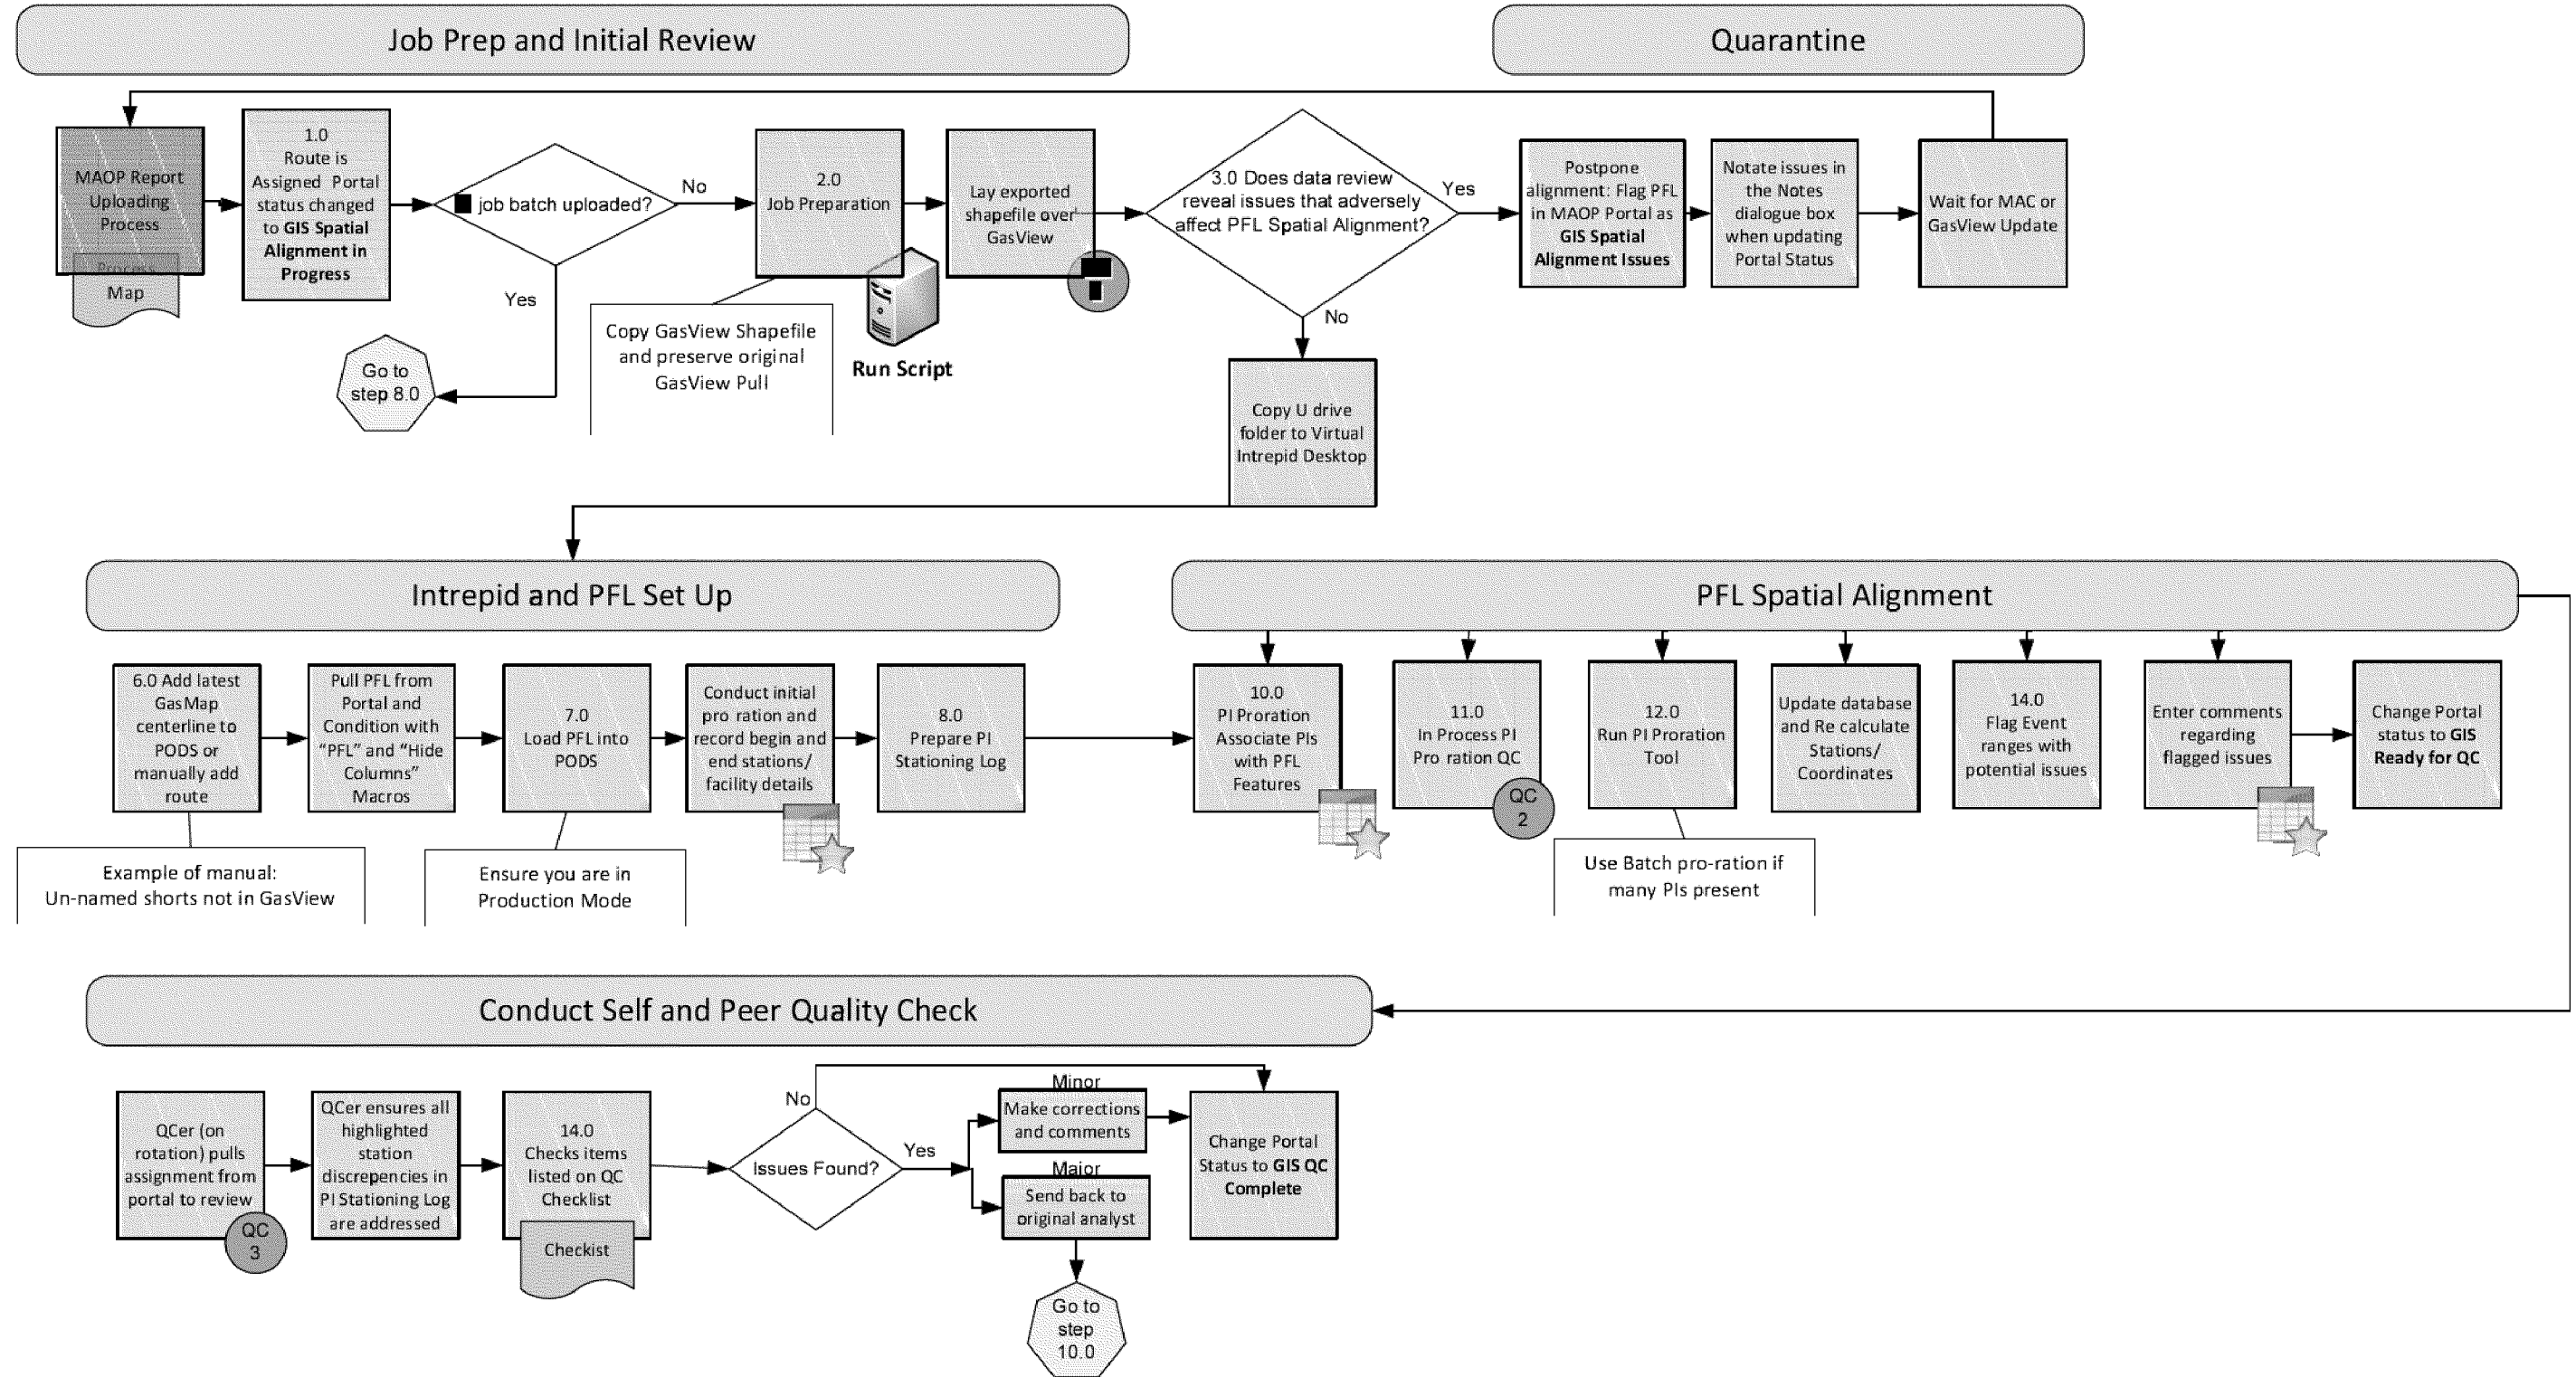 Job Prep and Initial Review
Quarantine
MAOP Report
Uploading
Process
Process
Map
1.0
Route is
Assigned Portal
status changed
to GIS Spatial
Alignment in
Progress
job batch uploaded?
No
Yes
Go to
step 8.0
2.0
Job Preparation
Copy GasView Shapefile
and preserve original
GasView Pull
Run Script
Lay exported
shapefile over
GasView
3.0 Does data review
reveal issues that adversely
affect PFL Spatial Alignment?
Yes
No
Postpone
alignment: Flag PFL
in MAOP Portal as
GIS Spatial
Alignment Issues
Notate issues in
the Notes
dialogue box
when updating
Portal Status
Wait for MAC or
GasView Update
Copy U drive
folder to Virtual
Intrepid Desktop
Intrepid and PFL Set Up
PFL Spatial Alignment
6.0 Add latest
GasMap
centerline to
PODS or
manually add
route
Example of manual:
Un-named shorts not in GasView
Pull PFL from
Portal and
Condition with
“PFL” and “Hide
Columns”
Macros
7.0
Load PFL into
PODS
Ensure you are in
Production Mode
Conduct initial
pro ration and
record begin and
end stations/
facility details
8.0
Prepare PI
Stationing Log
10.0
PI Proration
Associate PIs
with PFL
Features
11.0
In Process PI
Pro ration QC
QC
2
12.0
Run PI Proration
Tool
Use Batch pro-ration if
many PIs present
Update database
and Re calculate
Stations/
Coordinates
14.0
Flag Event
ranges with
potential issues
Enter comments
regarding
flagged issues
Change Portal
status to GIS
Ready for QC
Conduct Self and Peer Quality Check
QCer (on
rotation) pulls
assignment from
portal to review
QC
3
QCer ensures all
highlighted
station
discrepencies in
PI Stationing Log
are addressed
14.0
Checks items
listed on QC
Checklist
Checkist
Issues Found?
No
Yes
Minor
Make corrections
and comments
Major
Send back to
original analyst
Go to
step
10.0
Change Portal
Status to GIS QC
Complete